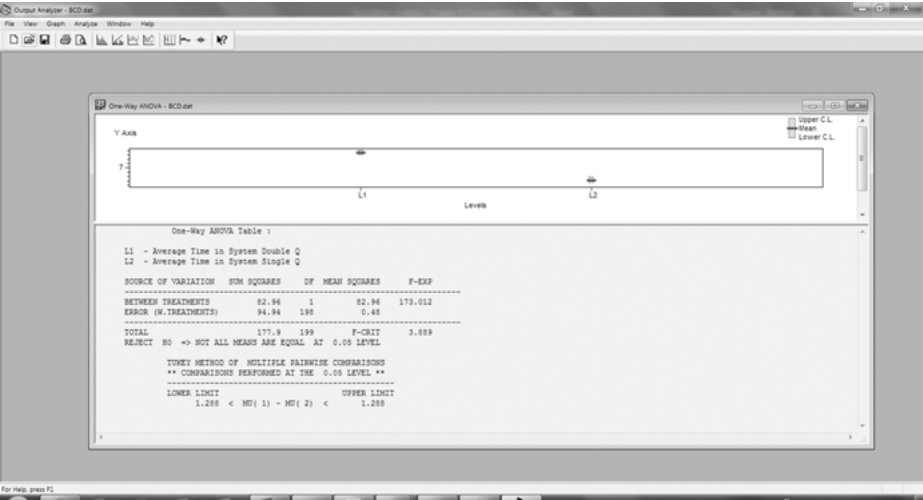 Output Analyzer - BCD.dat
File View Graph Analyze Window Help
One-Way ANOVA - BCD.dat
Upper C.L.
Mean
Lower C.L.
Y Axis
7
L1 L2
Levels
One-Way ANOVA Table :
L1 - Average Time in System Double Q
L2 - Average Time in System Single Q
SOURCE OF VARIATION SUM SQUARES DF MEAN SQUARES F-EXP
BETWEEN TREATMENTS 82.96 1 82.96 173.012
ERROR (W.TREATMENTS) 94.94 198 0.48
TOTAL 177.9 199 F-CRIT 3.889
REJECT H0 => NOT ALL MEANS ARE EQUAL AT 0.05 LEVEL
TUKEY METHOD OF MULTIPLE PAIRWISE COMPARISONS
** COMPARISONS PERFORMED AT THE 0.05 LEVEL **
LOWER LIMIT UPPER LIMIT
1.288 < MU( 1) - MU( 2) < 1.288
For Help, press F1